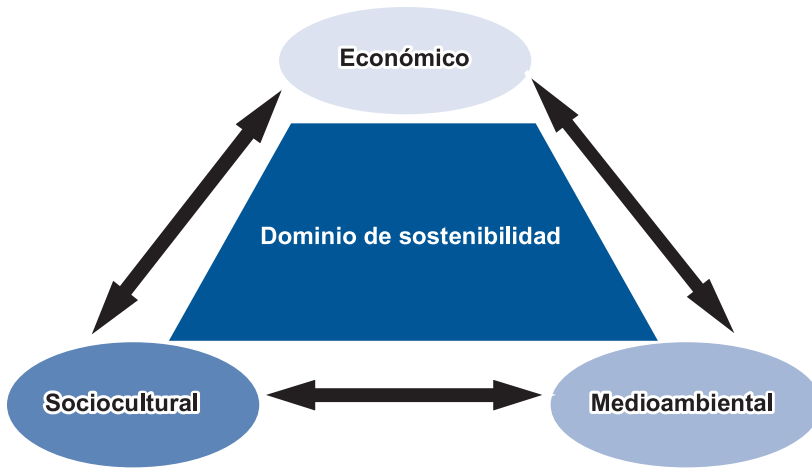 Económico
Dominio de sostenibilidad
Sociocultural
Medioambiental